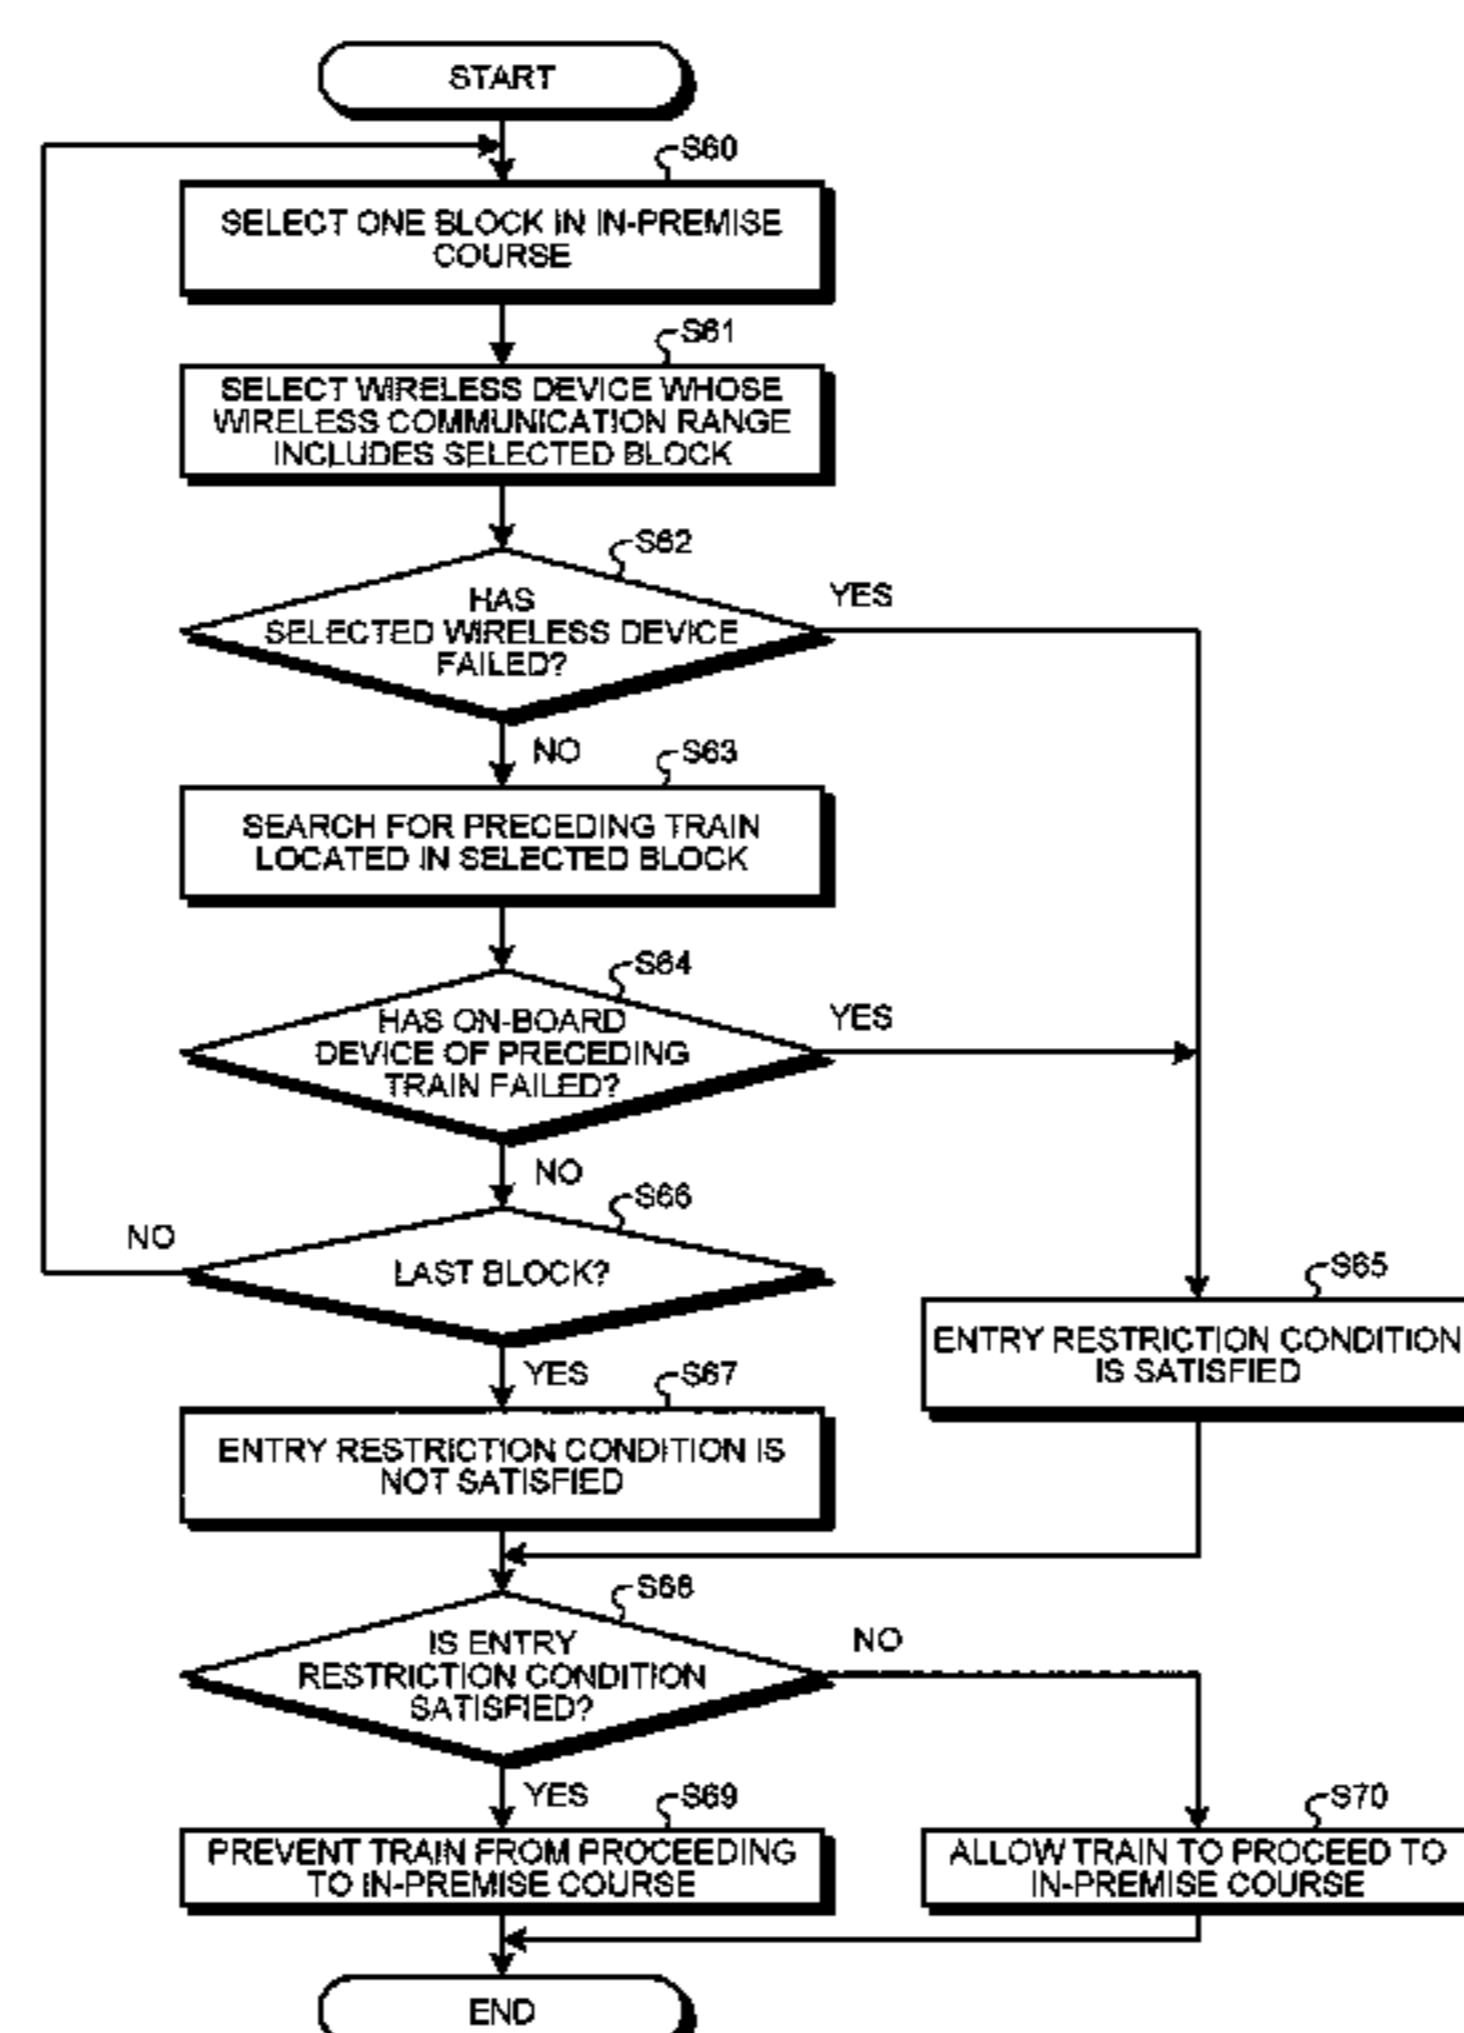 START
S60
SELECT ONE BLOCK IN IN-PREMISE
COURSE
S61
SELECT WIRELESS DEVICE WHOSE
WIRELESS COMMUNICATION RANGE
INCLUDES SELECTED BLOCK
S62
HAS
SELECTED WIRELESS DEVICE
FAILED?
YES
NO
S63
SEARCH FOR PRECEDING TRAIN
LOCATED IN SELECTED BLOCK
S64
HAS ON-BOARD
DEVICE OF PRECEDING
TRAIN FAILED?
YES
NO
S66
NO
LAST BLOCK?
S65
ENTRY RESTRICTION CONDITION
IS SATISFIED
YES
S67
ENTRY RESTRICTION CONDITION IS
NOT SATISFIED
S68
IS ENTRY
RESTRICTION CONDITION
SATISFIED?
NO
YES
S69
PREVENT TRAIN FROM PROCEEDING
TO IN-PREMISE COURSE
S70
ALLOW TRAIN TO PROCEED TO
IN-PREMISE COURSE
END